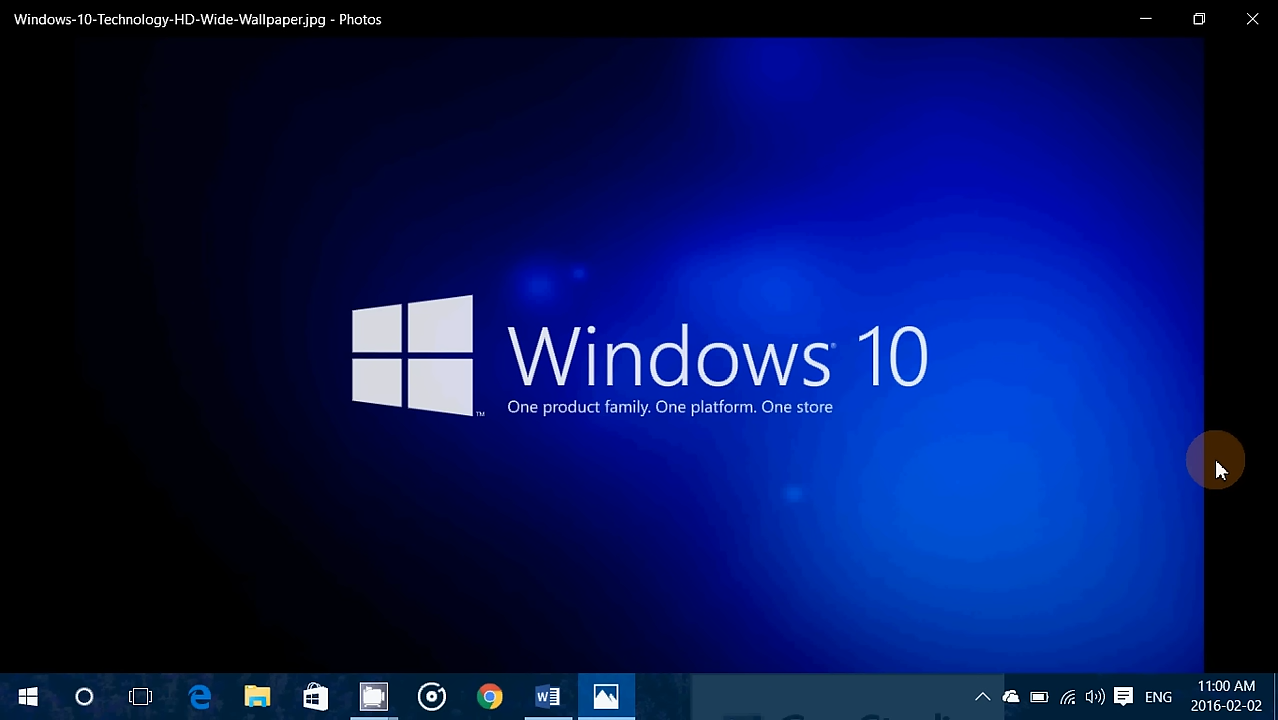 Windows-10-Technology-HD-Wide-Wallpaper.jpg - Photos
Windows® 10
™
One product family. One platform. One store
ENG
11:00 AM
2016-02-02